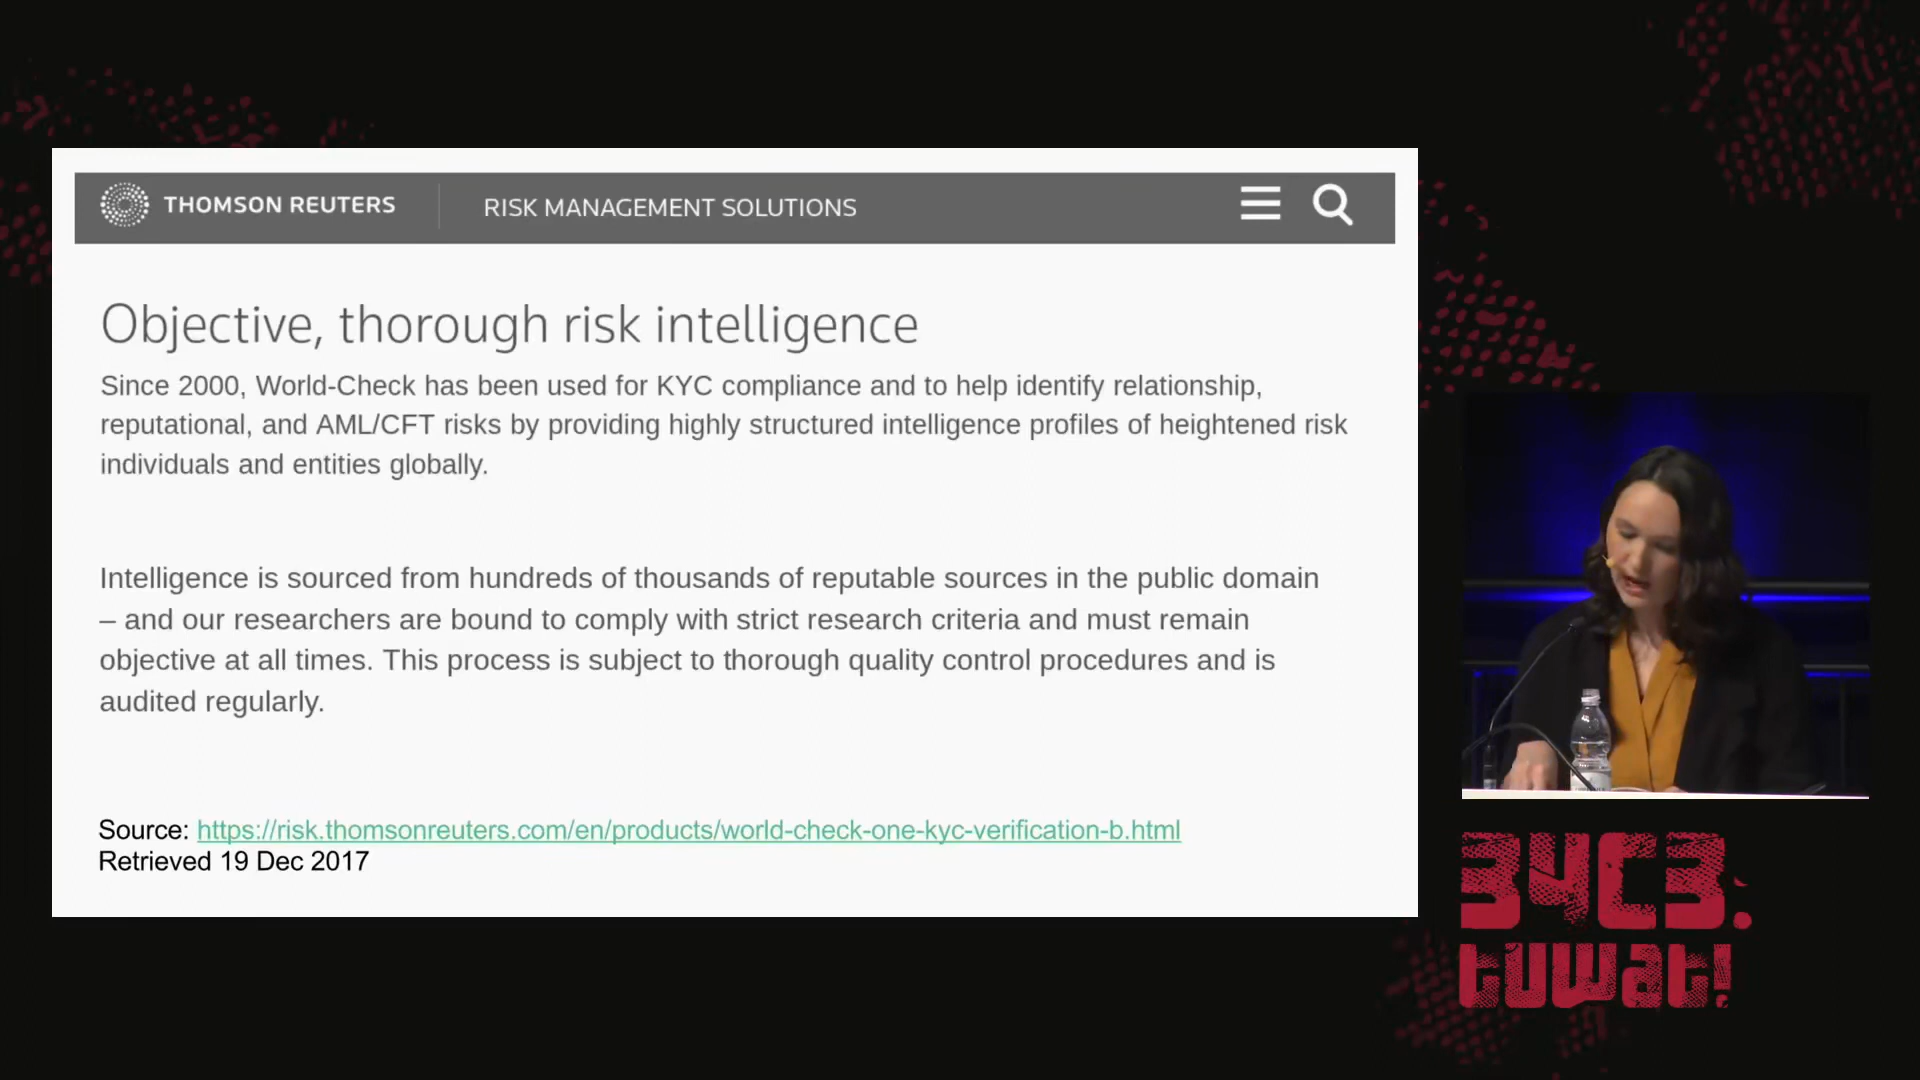 THOMSON REUTERS
RISK MANAGEMENT SOLUTIONS
Objective, thorough risk intelligence
Since 2000, World-Check has been used for KYC compliance and to help identify relationship,
reputational, and AML/CFT risks by providing highly structured intelligence profiles of heightened risk
individuals and entities globally.
Intelligence is sourced from hundreds of thousands of reputable sources in the public domain
– and our researchers are bound to comply with strict research criteria and must remain
objective at all times. This process is subject to thorough quality control procedures and is
audited regularly.
Source: https://risk.thomsonreuters.com/en/products/world-check-one-kyc-verification-b.html
Retrieved 19 Dec 2017
34C3.
tuwat!